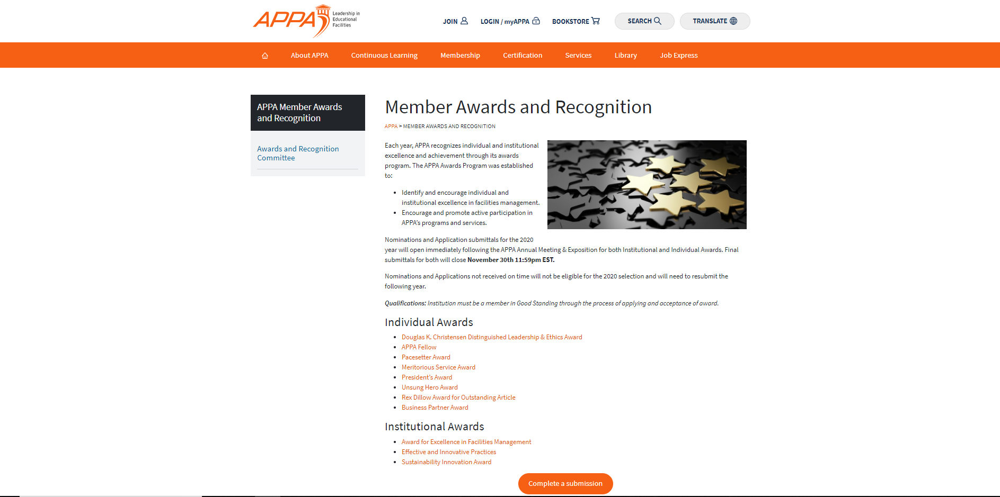 APPA
Leadership in
Educational
Facilities
JOIN
LOGIN / myAPPA
BOOKSTORE
SEARCH
TRANSLATE
About APPA
Continuous Learning
Membership
Certification
Services
Library
Job Express
APPA Member Awards
and Recognition
Awards and Recognition
Committee
Member Awards and Recognition
APPA > MEMBER AWARDS AND RECOGNITION
Each year, APPA recognizes individual and institutional
excellence and achievement through its awards
program. The APPA Awards Program was established
to:
• Identify and encourage individual and
institutional excellence in facilities management.
• Encourage and promote active participation in
APPA’s programs and services.
Nominations and Application submittals for the 2020
year will open immediately following the APPA Annual Meeting & Exposition for both Institutional and Individual Awards. Final
submittals for both will close November 30th 11:59pm EST.
Nominations and Applications not received on time will not be eligible for the 2020 selection and will need to resubmit the
following year.
Qualifications: Institution must be a member in Good Standing through the process of applying and acceptance of award.
Individual Awards
• Douglas K. Christensen Distinguished Leadership & Ethics Award
• APPA Fellow
• Pacesetter Award
• Meritorious Service Award
• President’s Award
• Unsung Hero Award
• Rex Dillow Award for Outstanding Article
• Business Partner Award
Institutional Awards
• Award for Excellence in Facilities Management
• Effective and Innovative Practices
• Sustainability Innovation Award
Complete a submission